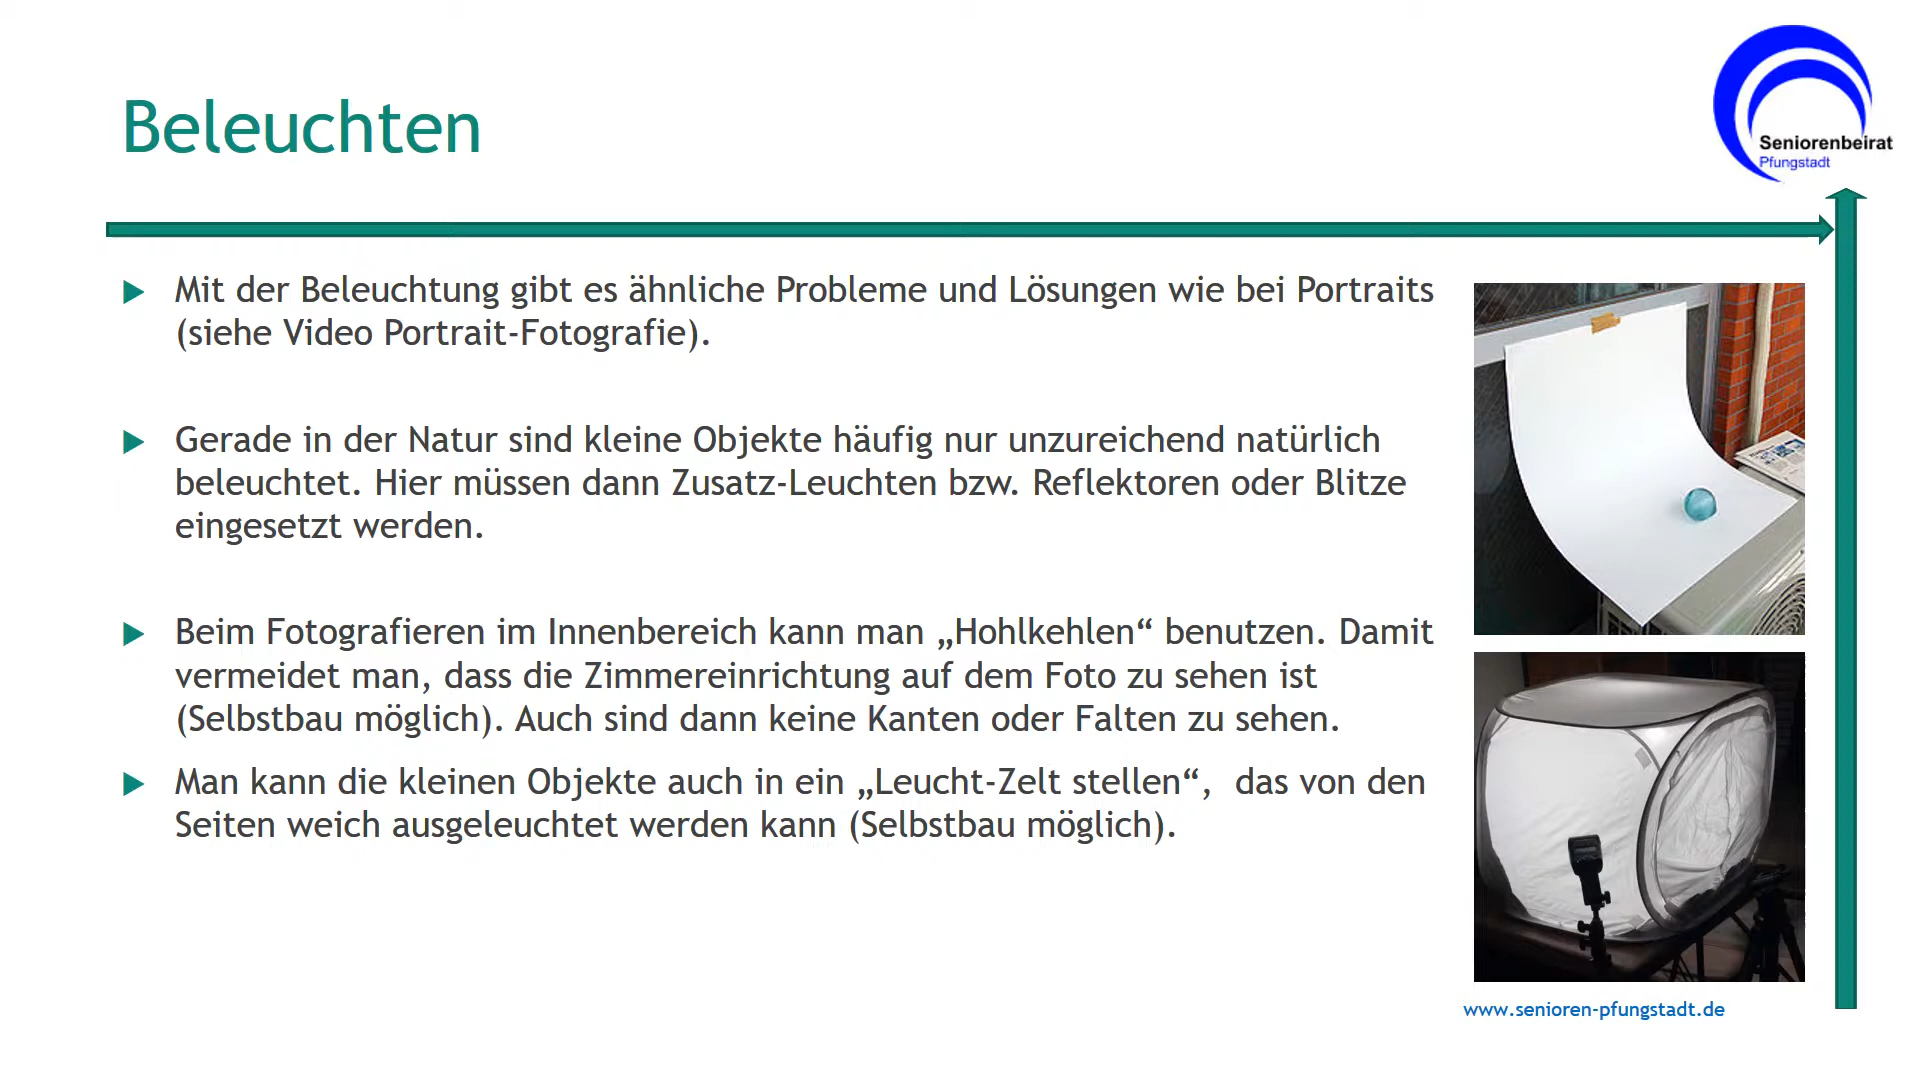 Beleuchten
Seniorenbeirat
Pfungstadt
Mit der Beleuchtung gibt es ähnliche Probleme und Lösungen wie bei Portraits
(siehe Video Portrait-Fotografie).
Gerade in der Natur sind kleine Objekte häufig nur unzureichend natürlich
beleuchtet. Hier müssen dann Zusatz-Leuchten bzw. Reflektoren oder Blitze
eingesetzt werden.
Beim Fotografieren im Innenbereich kann man „Hohlkehlen“ benutzen. Damit
vermeidet man, dass die Zimmereinrichtung auf dem Foto zu sehen ist
(Selbstbau möglich). Auch sind dann keine Kanten oder Falten zu sehen.
Man kann die kleinen Objekte auch in ein „Leucht-Zelt stellen“,  das von den
Seiten weich ausgeleuchtet werden kann (Selbstbau möglich).
www.senioren-pfungstadt.de